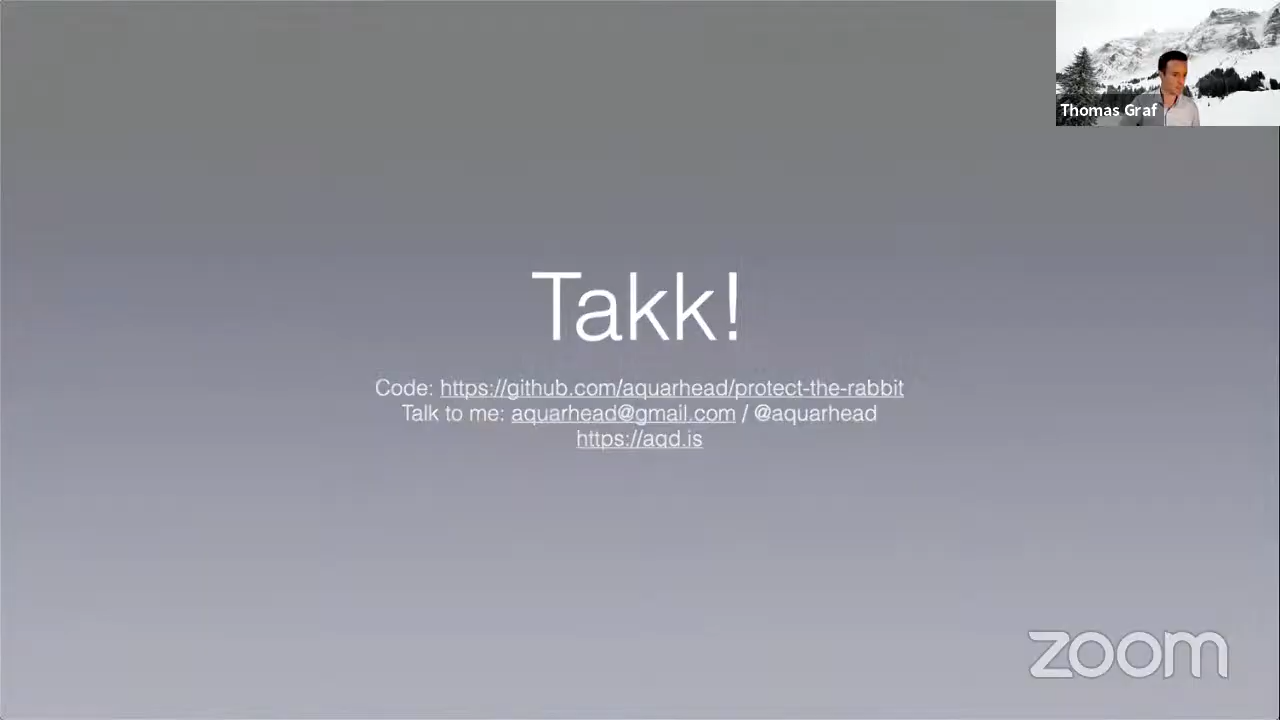 Thomas Graf
Takk!
Code: https://github.com/aquarhead/protect-the-rabbit
Talk to me: aquarhead@gmail.com / @aquarhead
https://aqd.is
zoom